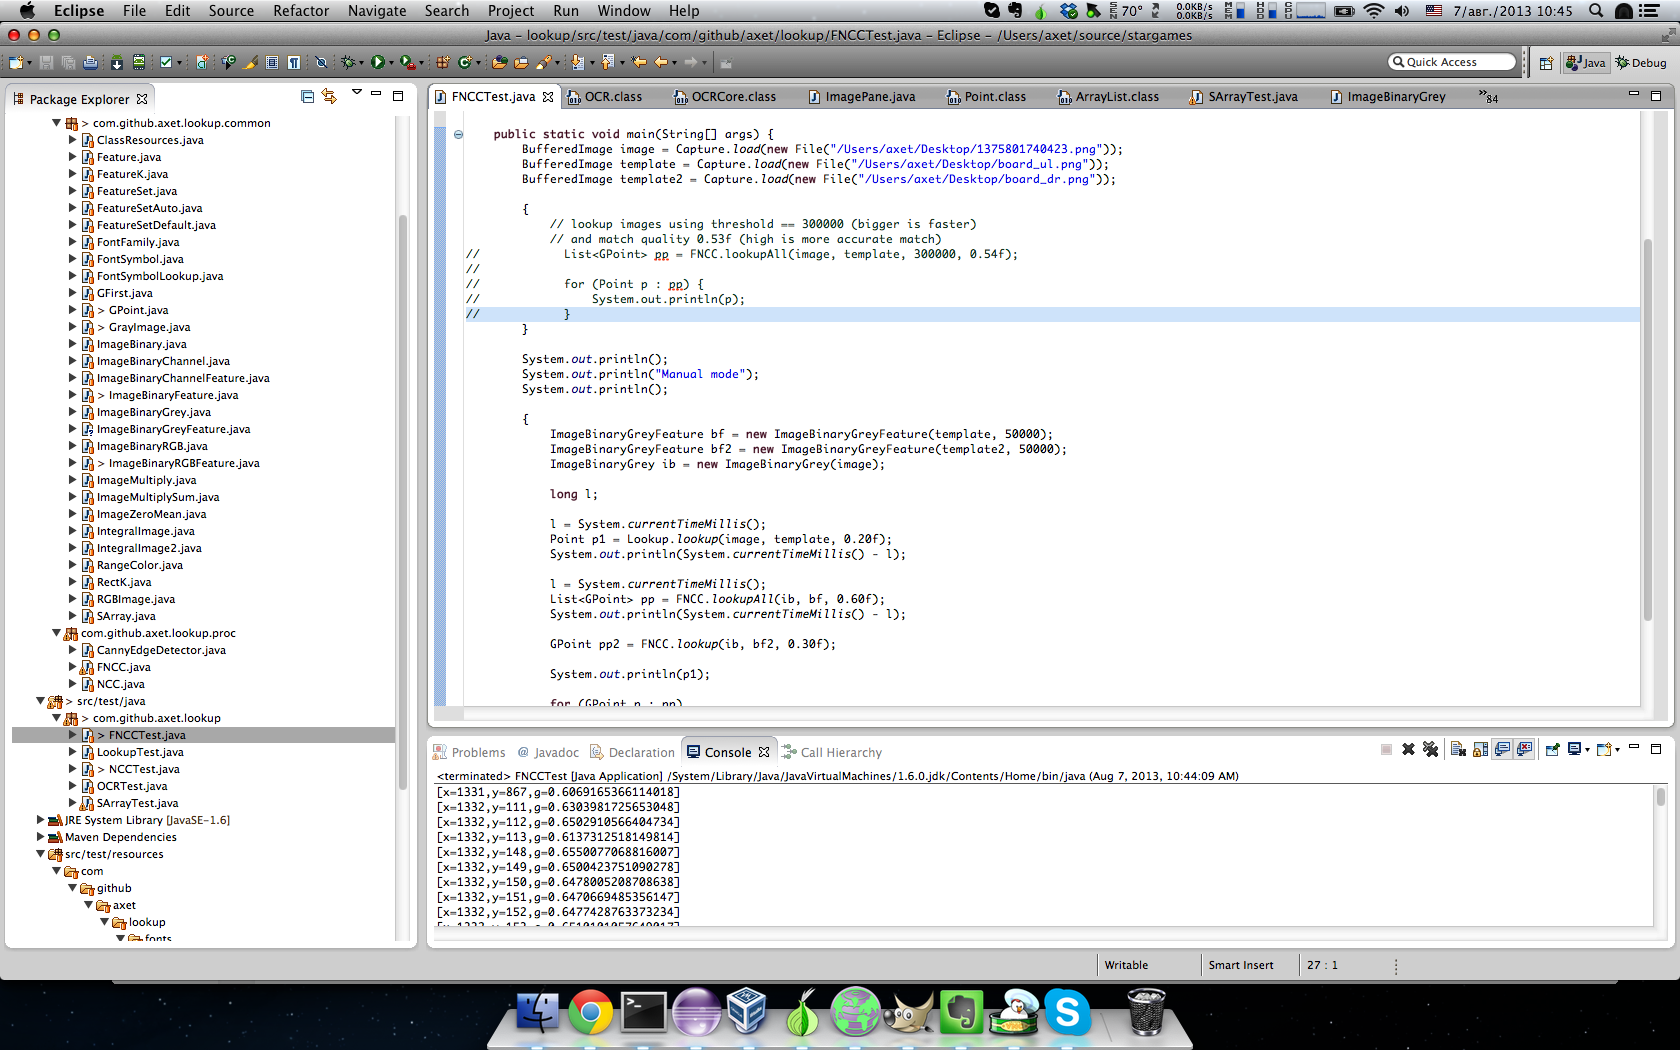 Eclipse File Edit Source Refactor Navigate Search Project Run Window Help 70° 0.0KB/s 0.0KB/s 7/авг./2013 10:45
Java – lookup/src/test/java/com/github/axet/lookup/FNCCTest.java – Eclipse – /Users/axet/source/stargames
Quick Access Java Debug
Package Explorer
> com.github.axet.lookup.common
ClassResources.java
Feature.java
FeatureK.java
FeatureSet.java
FeatureSetAuto.java
FeatureSetDefault.java
FontFamily.java
FontSymbol.java
FontSymbolLookup.java
GFirst.java
> GPoint.java
> GrayImage.java
ImageBinary.java
ImageBinaryChannel.java
ImageBinaryChannelFeature.java
> ImageBinaryFeature.java
ImageBinaryGrey.java
ImageBinaryGreyFeature.java
ImageBinaryRGB.java
> ImageBinaryRGBFeature.java
ImageMultiply.java
ImageMultiplySum.java
ImageZeroMean.java
IntegralImage.java
IntegralImage2.java
RangeColor.java
RectK.java
RGBImage.java
SArray.java
com.github.axet.lookup.proc
CannyEdgeDetector.java
FNCC.java
NCC.java
> src/test/java
> com.github.axet.lookup
> FNCCTest.java
LookupTest.java
> NCCTest.java
OCRTest.java
SArrayTest.java
JRE System Library [JavaSE-1.6]
Maven Dependencies
src/test/resources
com
github
axet
lookup
fonts
FNCCTest.java OCR.class OCRCore.class ImagePane.java Point.class ArrayList.class SArrayTest.java ImageBinaryGrey »84
public static void main(String[] args) {
BufferedImage image = Capture.load(new File("/Users/axet/Desktop/1375801740423.png"));
BufferedImage template = Capture.load(new File("/Users/axet/Desktop/board_ul.png"));
BufferedImage template2 = Capture.load(new File("/Users/axet/Desktop/board_dr.png"));
{
// lookup images using threshold == 300000 (bigger is faster)
// and match quality 0.53f (high is more accurate match)
// List<GPoint> pp = FNCC.lookupAll(image, template, 300000, 0.54f);
//
// for (Point p : pp) {
// System.out.println(p);
// }
}
System.out.println();
System.out.println("Manual mode");
System.out.println();
{
ImageBinaryGreyFeature bf = new ImageBinaryGreyFeature(template, 50000);
ImageBinaryGreyFeature bf2 = new ImageBinaryGreyFeature(template2, 50000);
ImageBinaryGrey ib = new ImageBinaryGrey(image);
long l;
l = System.currentTimeMillis();
Point p1 = Lookup.lookup(image, template, 0.20f);
System.out.println(System.currentTimeMillis() - l);
l = System.currentTimeMillis();
List<GPoint> pp = FNCC.lookupAll(ib, bf, 0.60f);
System.out.println(System.currentTimeMillis() - l);
GPoint pp2 = FNCC.lookup(ib, bf2, 0.30f);
System.out.println(p1);
for (GPoint p : pp)
Problems Javadoc Declaration Console Call Hierarchy
<terminated> FNCCTest [Java Application] /System/Library/Java/JavaVirtualMachines/1.6.0.jdk/Contents/Home/bin/java (Aug 7, 2013, 10:44:09 AM)
[x=1331,y=867,g=0.6069165366114018]
[x=1332,y=111,g=0.6303981725653048]
[x=1332,y=112,g=0.6502910566404734]
[x=1332,y=113,g=0.6137312518149814]
[x=1332,y=148,g=0.6550077068816007]
[x=1332,y=149,g=0.6500423751090278]
[x=1332,y=150,g=0.6478005208708638]
[x=1332,y=151,g=0.6470669485356147]
[x=1332,y=152,g=0.6477428763373234]
Writable Smart Insert 27 : 1